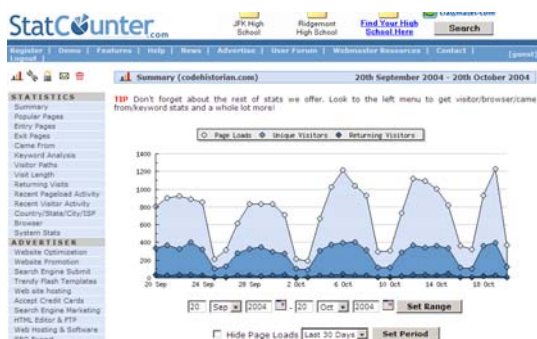 StatCounter.com
JFK High School
Ridgemont High School
Find Your High School Here
Search
Register | Demo | Features | Help | News | Advertise | User Forum | Webmaster Resources | Contact |
Logout ]
[guest]
Summary (codehistorian.com)
20th September 2004 - 20th October 2004
TIP Don't forget about the rest of stats we offer. Look to the left menu to get visitor/browser/came
from/keyword stats and a whole lot more!
STATISTICS
Summary
Popular Pages
Entry Pages
Exit Pages
Came From
Keyword Analysis
Visitor Paths
Visit Length
Returning Visits
Recent Pageload Activity
Recent Visitor Activity
Country/State/City/ISP
Browser
System Stats
ADVERTISER
Website Optimization
Website Promotion
Search Engine Submit
Trendy Flash Templates
Web site hosting
Accept Credit Cards
Search Engine Marketing
HTML Editor & FTP
Web Hosting & Software
Page Loads Unique Visitors Returning Visitors
1400
1200
1000
800
600
400
200
0
20 Sep 24 Sep 28 Sep 2 Oct 6 Oct 10 Oct 14 Oct 18 Oct
20 Sep 2004 - 20 Oct 2004 Set Range
Hide Page Loads Last 30 Days Set Period